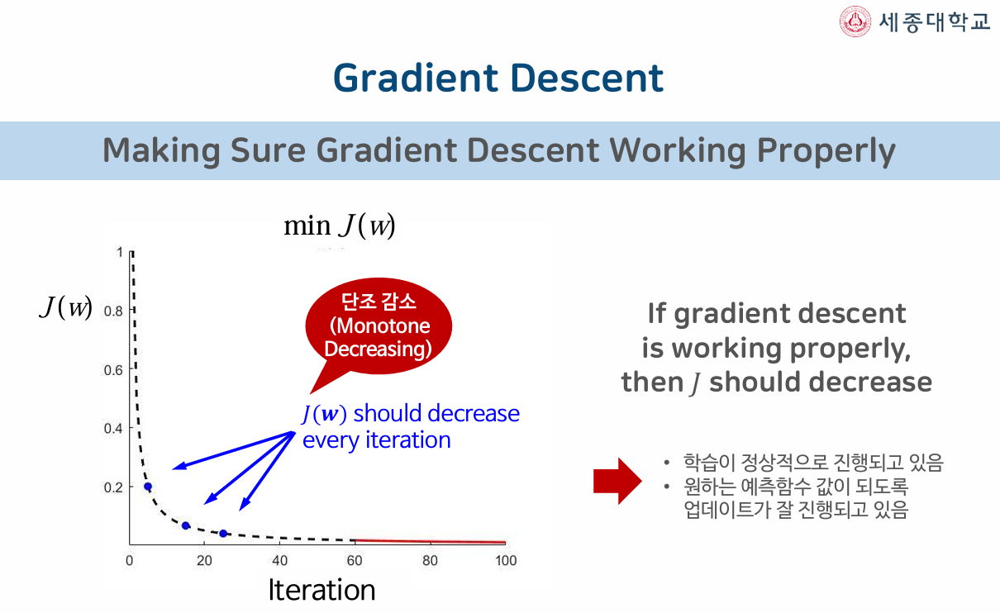 세종대학교
Gradient Descent
Making Sure Gradient Descent Working Properly
min J(w)
J(w)
1
0.8
0.6
0.4
0.2
0 20 40 60 80 100
Iteration
단조 감소
(Monotone
Decreasing)
J(w) should decrease
every iteration
If gradient descent
is working properly,
then J should decrease
• 학습이 정상적으로 진행되고 있음
• 원하는 예측함수 값이 되도록
업데이트가 잘 진행되고 있음